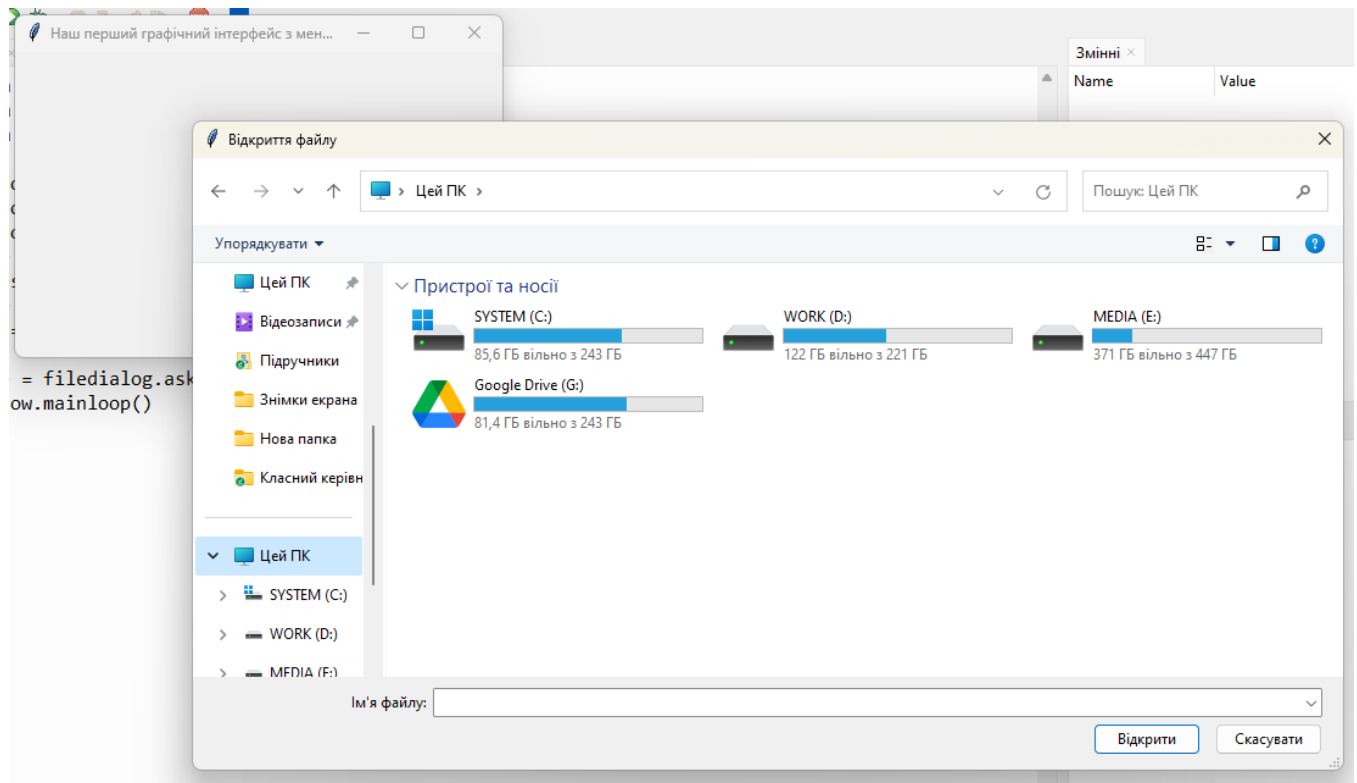 Наш перший графічний інтерфейс з мен...
Змінні
Name Value
Відкриття файлу
Цей ПК
Пошук: Цей ПК
Упорядкувати
Цей ПК
Відеозаписи
Підручники
Знімки екрана
Нова папка
Класний керівн
Цей ПК
SYSTEM (C:)
WORK (D:)
MEDIA (E:)
Пристрої та носії
SYSTEM (C:)
85,6 ГБ вільно з 243 ГБ
WORK (D:)
122 ГБ вільно з 221 ГБ
MEDIA (E:)
371 ГБ вільно з 447 ГБ
Google Drive (G:)
81,4 ГБ вільно з 243 ГБ
= filedialog.ask
ow.mainloop()
Ім'я файлу:
Відкрити Скасувати